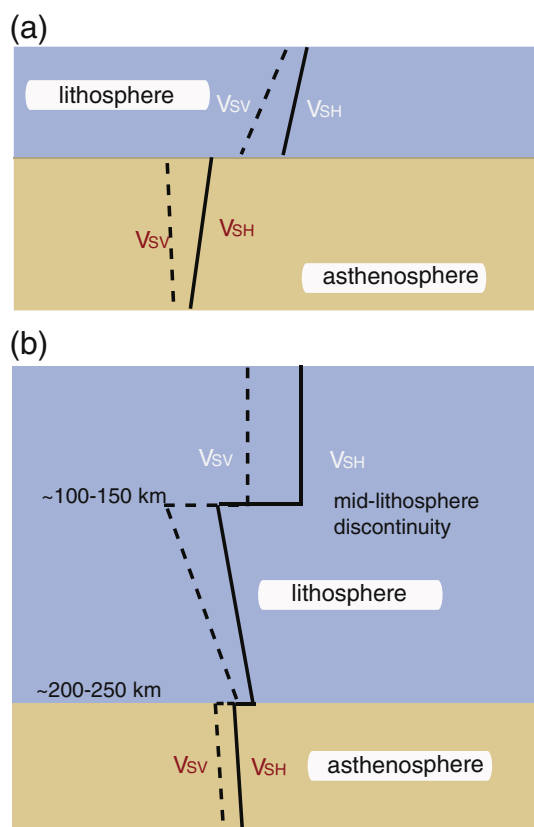 (a)
lithosphere
VSV
VSH
VSV
VSH
asthenosphere
(b)
VSV
VSH
~100-150 km
mid-lithosphere
discontinuity
lithosphere
~200-250 km
VSV
VSH
asthenosphere